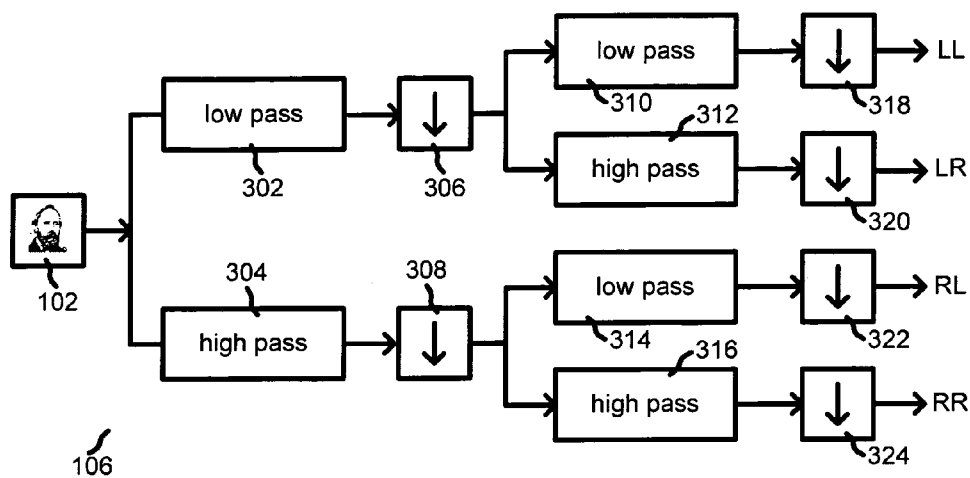 low pass
310
318
LL
low pass
302
306
312
high pass
320
LR
102
304
high pass
308
low pass
314
322
RL
316
high pass
324
RR
106